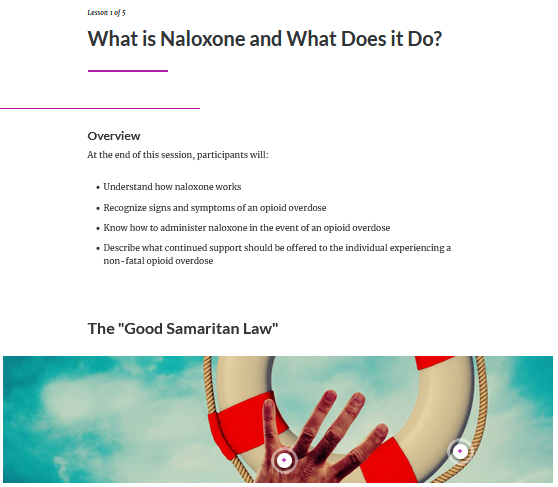 Lesson 1 of 5
What is Naloxone and What Does it Do?
Overview
At the end of this session, participants will:
• Understand how naloxone works
• Recognize signs and symptoms of an opioid overdose
• Know how to administer naloxone in the event of an opioid overdose
• Describe what continued support should be offered to the individual experiencing a
non-fatal opioid overdose
The "Good Samaritan Law"